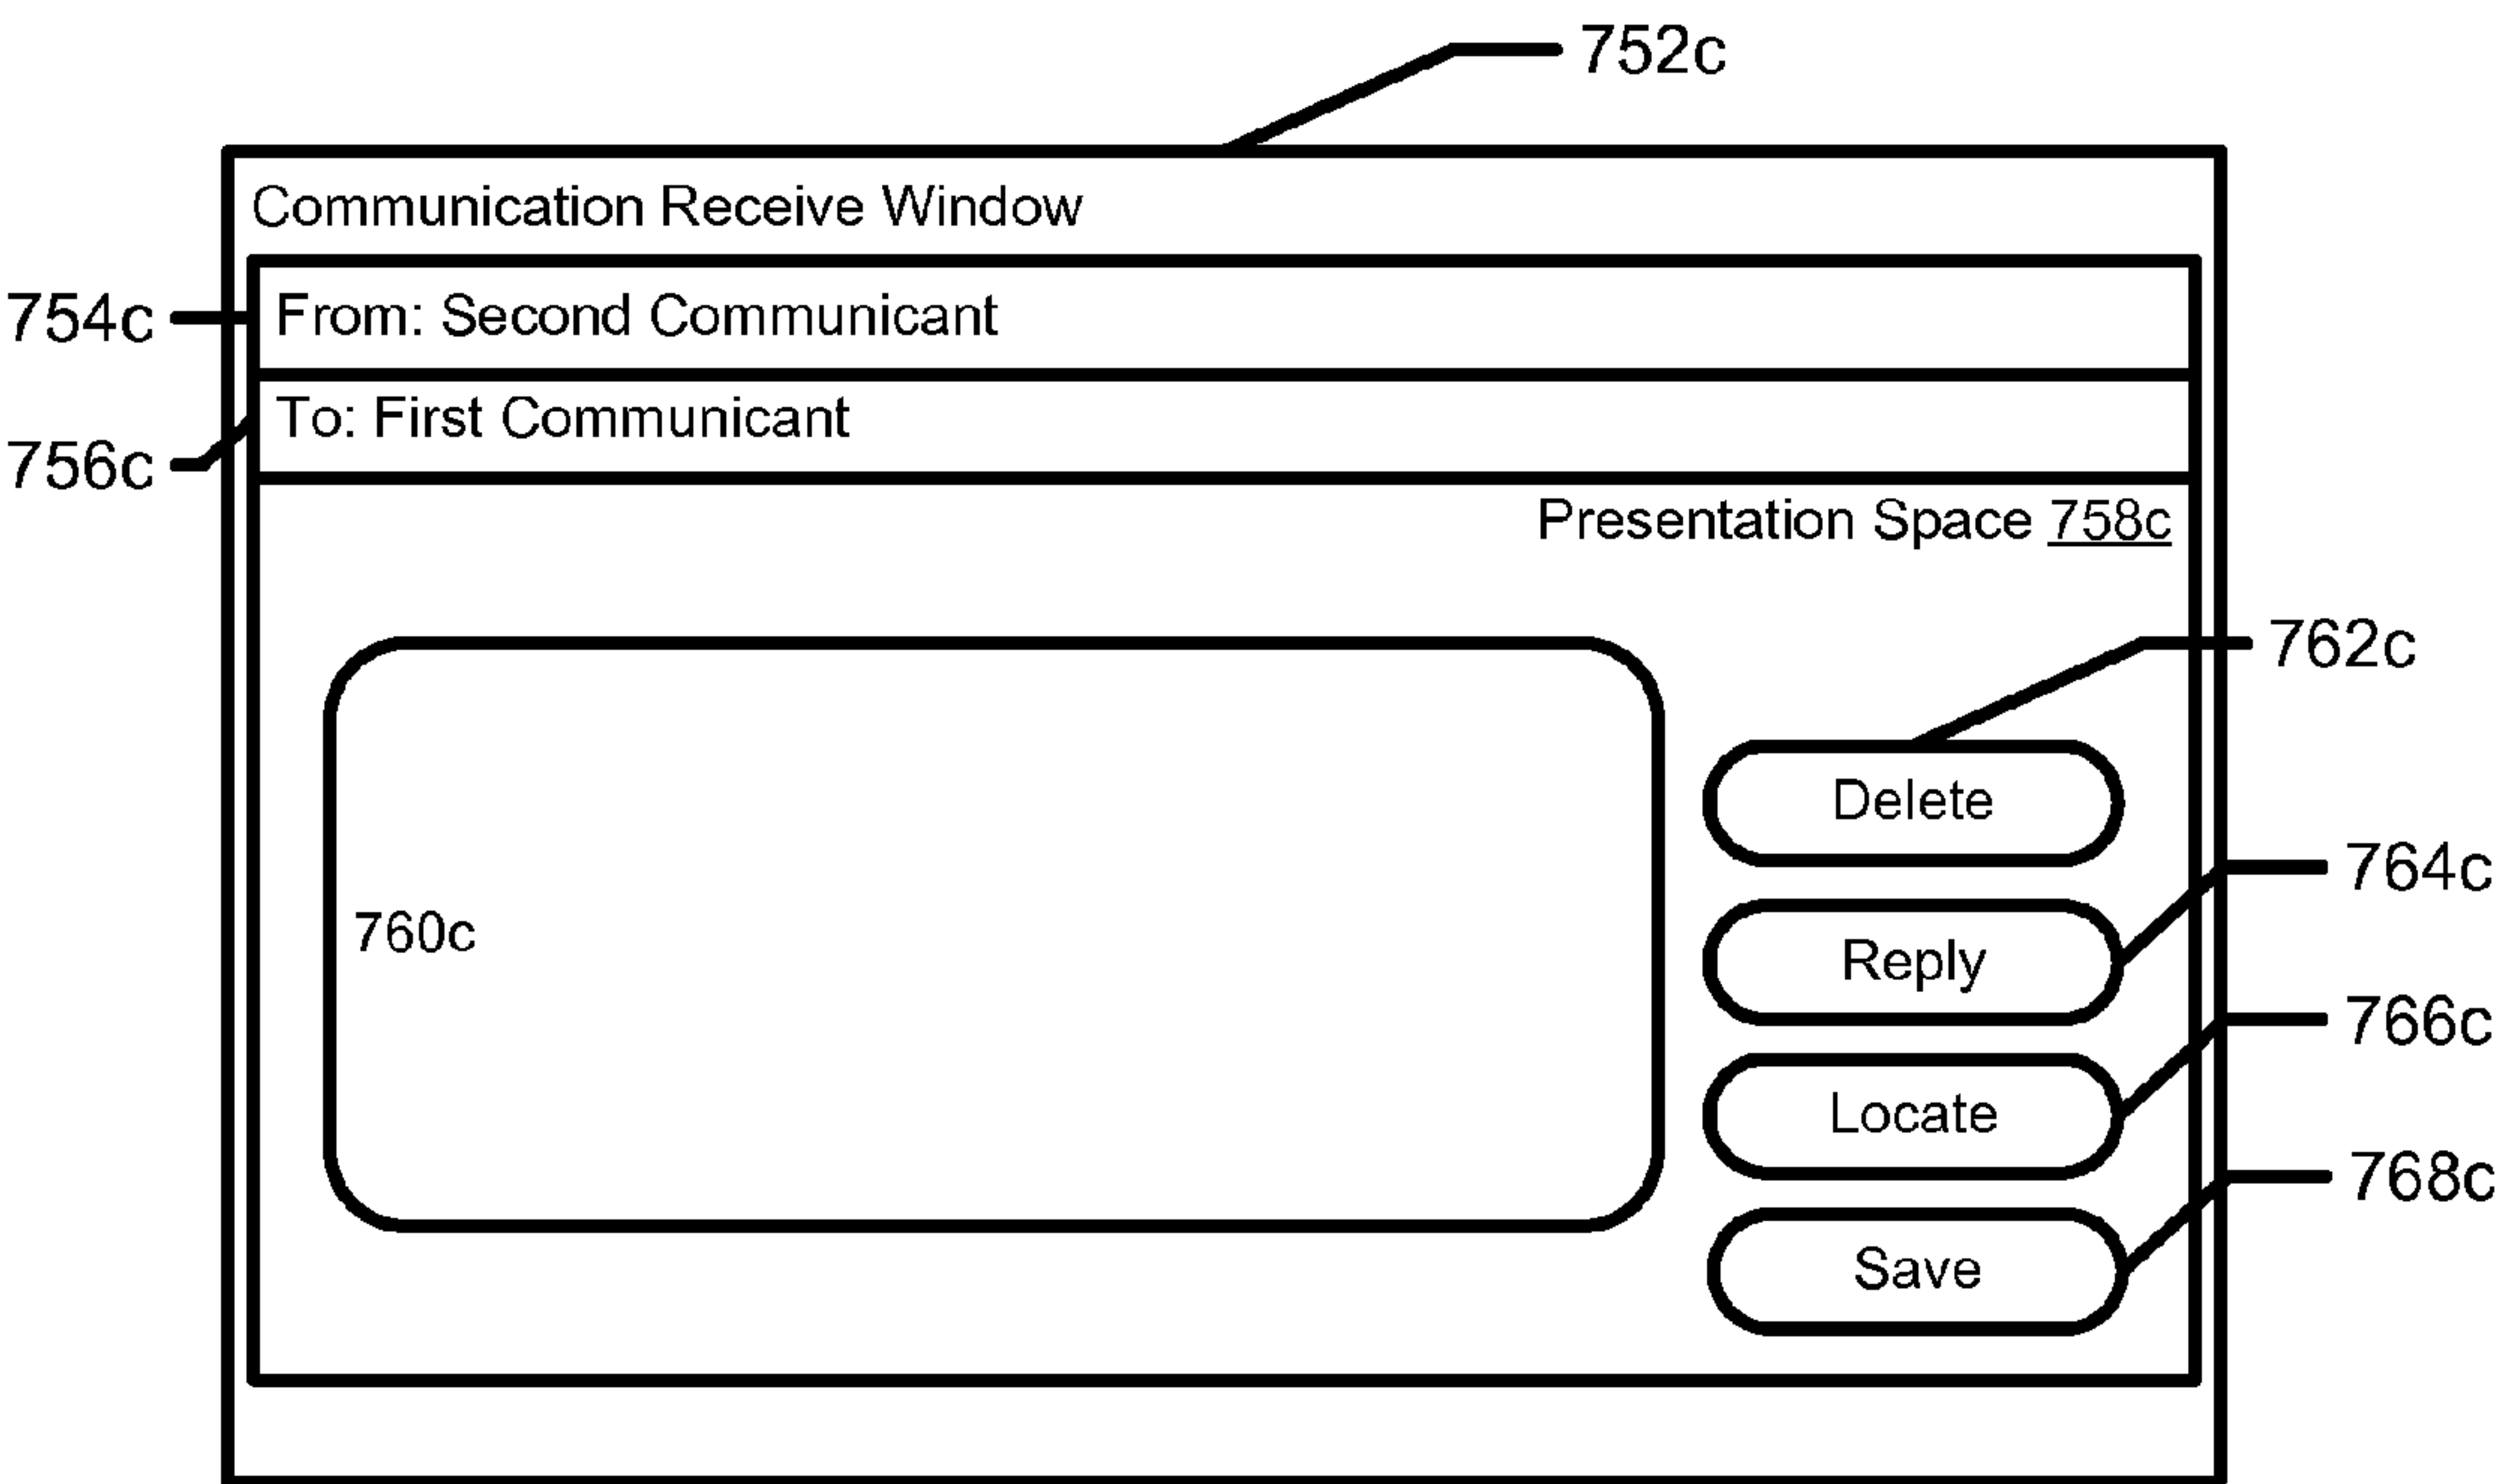 752c
Communication Receive Window
754c
From: Second Communicant
To: First Communicant
756c
Presentation Space 758c
762c
Delete
764c
760c
Reply
766c
Locate
768c
Save